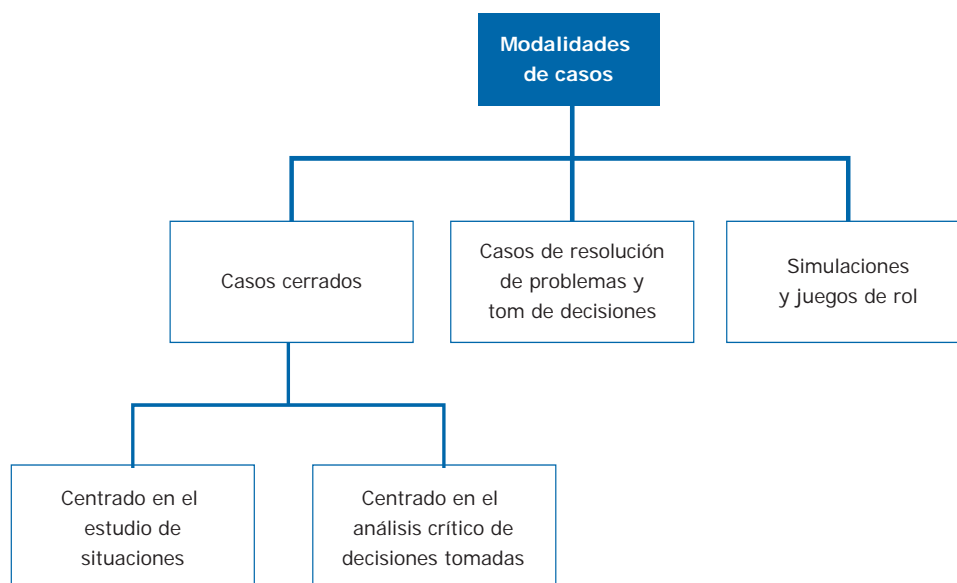 Modalidades
de casos
Casos cerrados
Casos de resolución
de problemas y
tom de decisiones
Simulaciones
y juegos de rol
Centrado en el
estudio de
situaciones
Centrado en el
análisis crítico de
decisiones tomadas